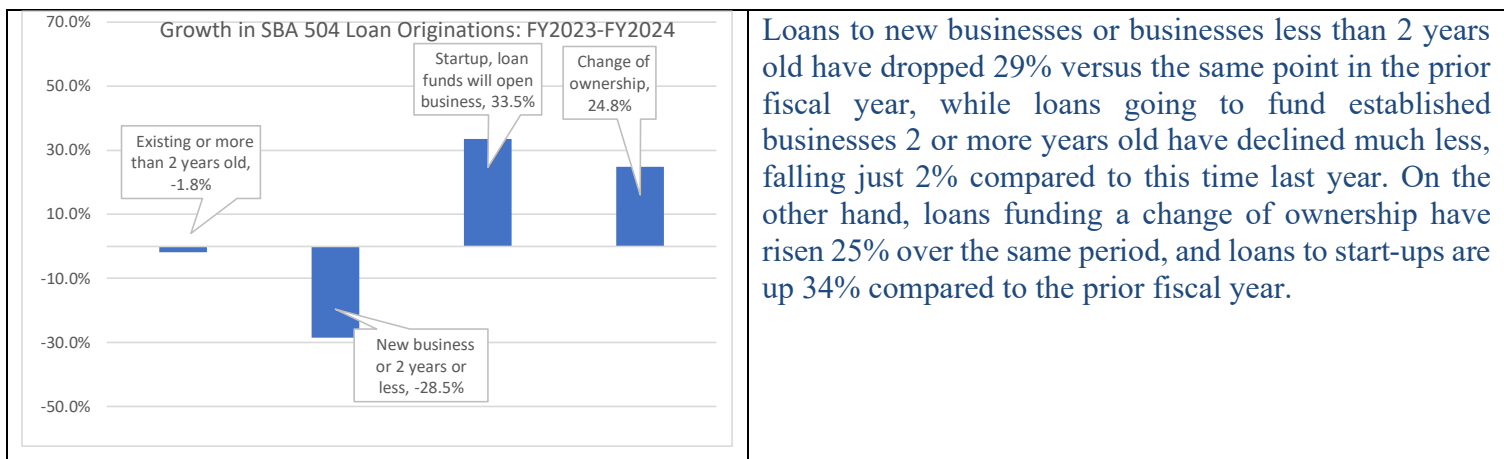 Growth in SBA 504 Loan Originations: FY2023-FY2024
70.0%
50.0%
30.0%
10.0%
-10.0%
-30.0%
-50.0%
Existing or more
than 2 years old,
-1.8%
New business
or 2 years or
less, -28.5%
Startup, loan
funds will open
business, 33.5%
Change of
ownership,
24.8%
Loans to new businesses or businesses less than 2 years
old have dropped 29% versus the same point in the prior
fiscal year, while loans going to fund established
businesses 2 or more years old have declined much less,
falling just 2% compared to this time last year. On the
other hand, loans funding a change of ownership have
risen 25% over the same period, and loans to start-ups are
up 34% compared to the prior fiscal year.